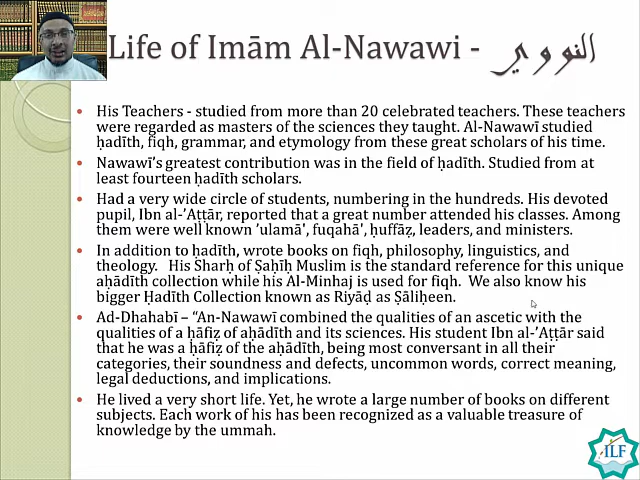 Life of Imām Al-Nawawi - النووي
• His Teachers - studied from more than 20 celebrated teachers. These teachers
were regarded as masters of the sciences they taught. Al-Nawawī studied
ḥadīth, fiqh, grammar, and etymology from these great scholars of his time.
• Nawawī's greatest contribution was in the field of ḥadīth. Studied from at
least fourteen ḥadīth scholars.
• Had a very wide circle of students, numbering in the hundreds. His devoted
pupil, Ibn al-'Aṭṭār, reported that a great number attended his classes. Among
them were well known 'ulamā', fuqahā', ḥuffāẓ, leaders, and ministers.
• In addition to ḥadīth, wrote books on fiqh, philosophy, linguistics, and
theology. His Sharḥ of Ṣaḥīḥ Muslim is the standard reference for this unique
aḥādīth collection while his Al-Minhaj is used for fiqh. We also know his
bigger Ḥadīth Collection known as Riyāḍ as Ṣāliḥeen.
• Ad-Dhahabī – "An-Nawawī combined the qualities of an ascetic with the
qualities of a ḥāfiẓ of aḥādīth and its sciences. His student Ibn al-'Aṭṭār said
that he was a ḥāfiẓ of the aḥādīth, being most conversant in all their
categories, their soundness and defects, uncommon words, correct meaning,
legal deductions, and implications.
• He lived a very short life. Yet, he wrote a large number of books on different
subjects. Each work of his has been recognized as a valuable treasure of
knowledge by the ummah.
ILF